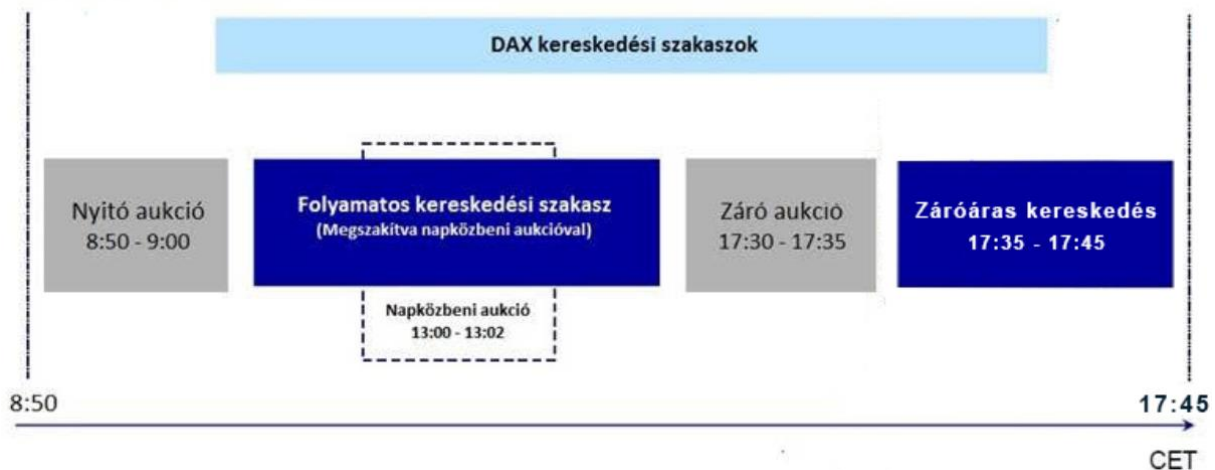 DAX kereskedési szakaszok
Nyitó aukció
8:50 - 9:00
Folyamatos kereskedési szakasz
(Megszakítva napközbeni aukcióval)
Napközbeni aukció
13:00 - 13:02
Záró aukció
17:30 - 17:35
Záróáras kereskedés
17:35 - 17:45
8:50
17:45
CET